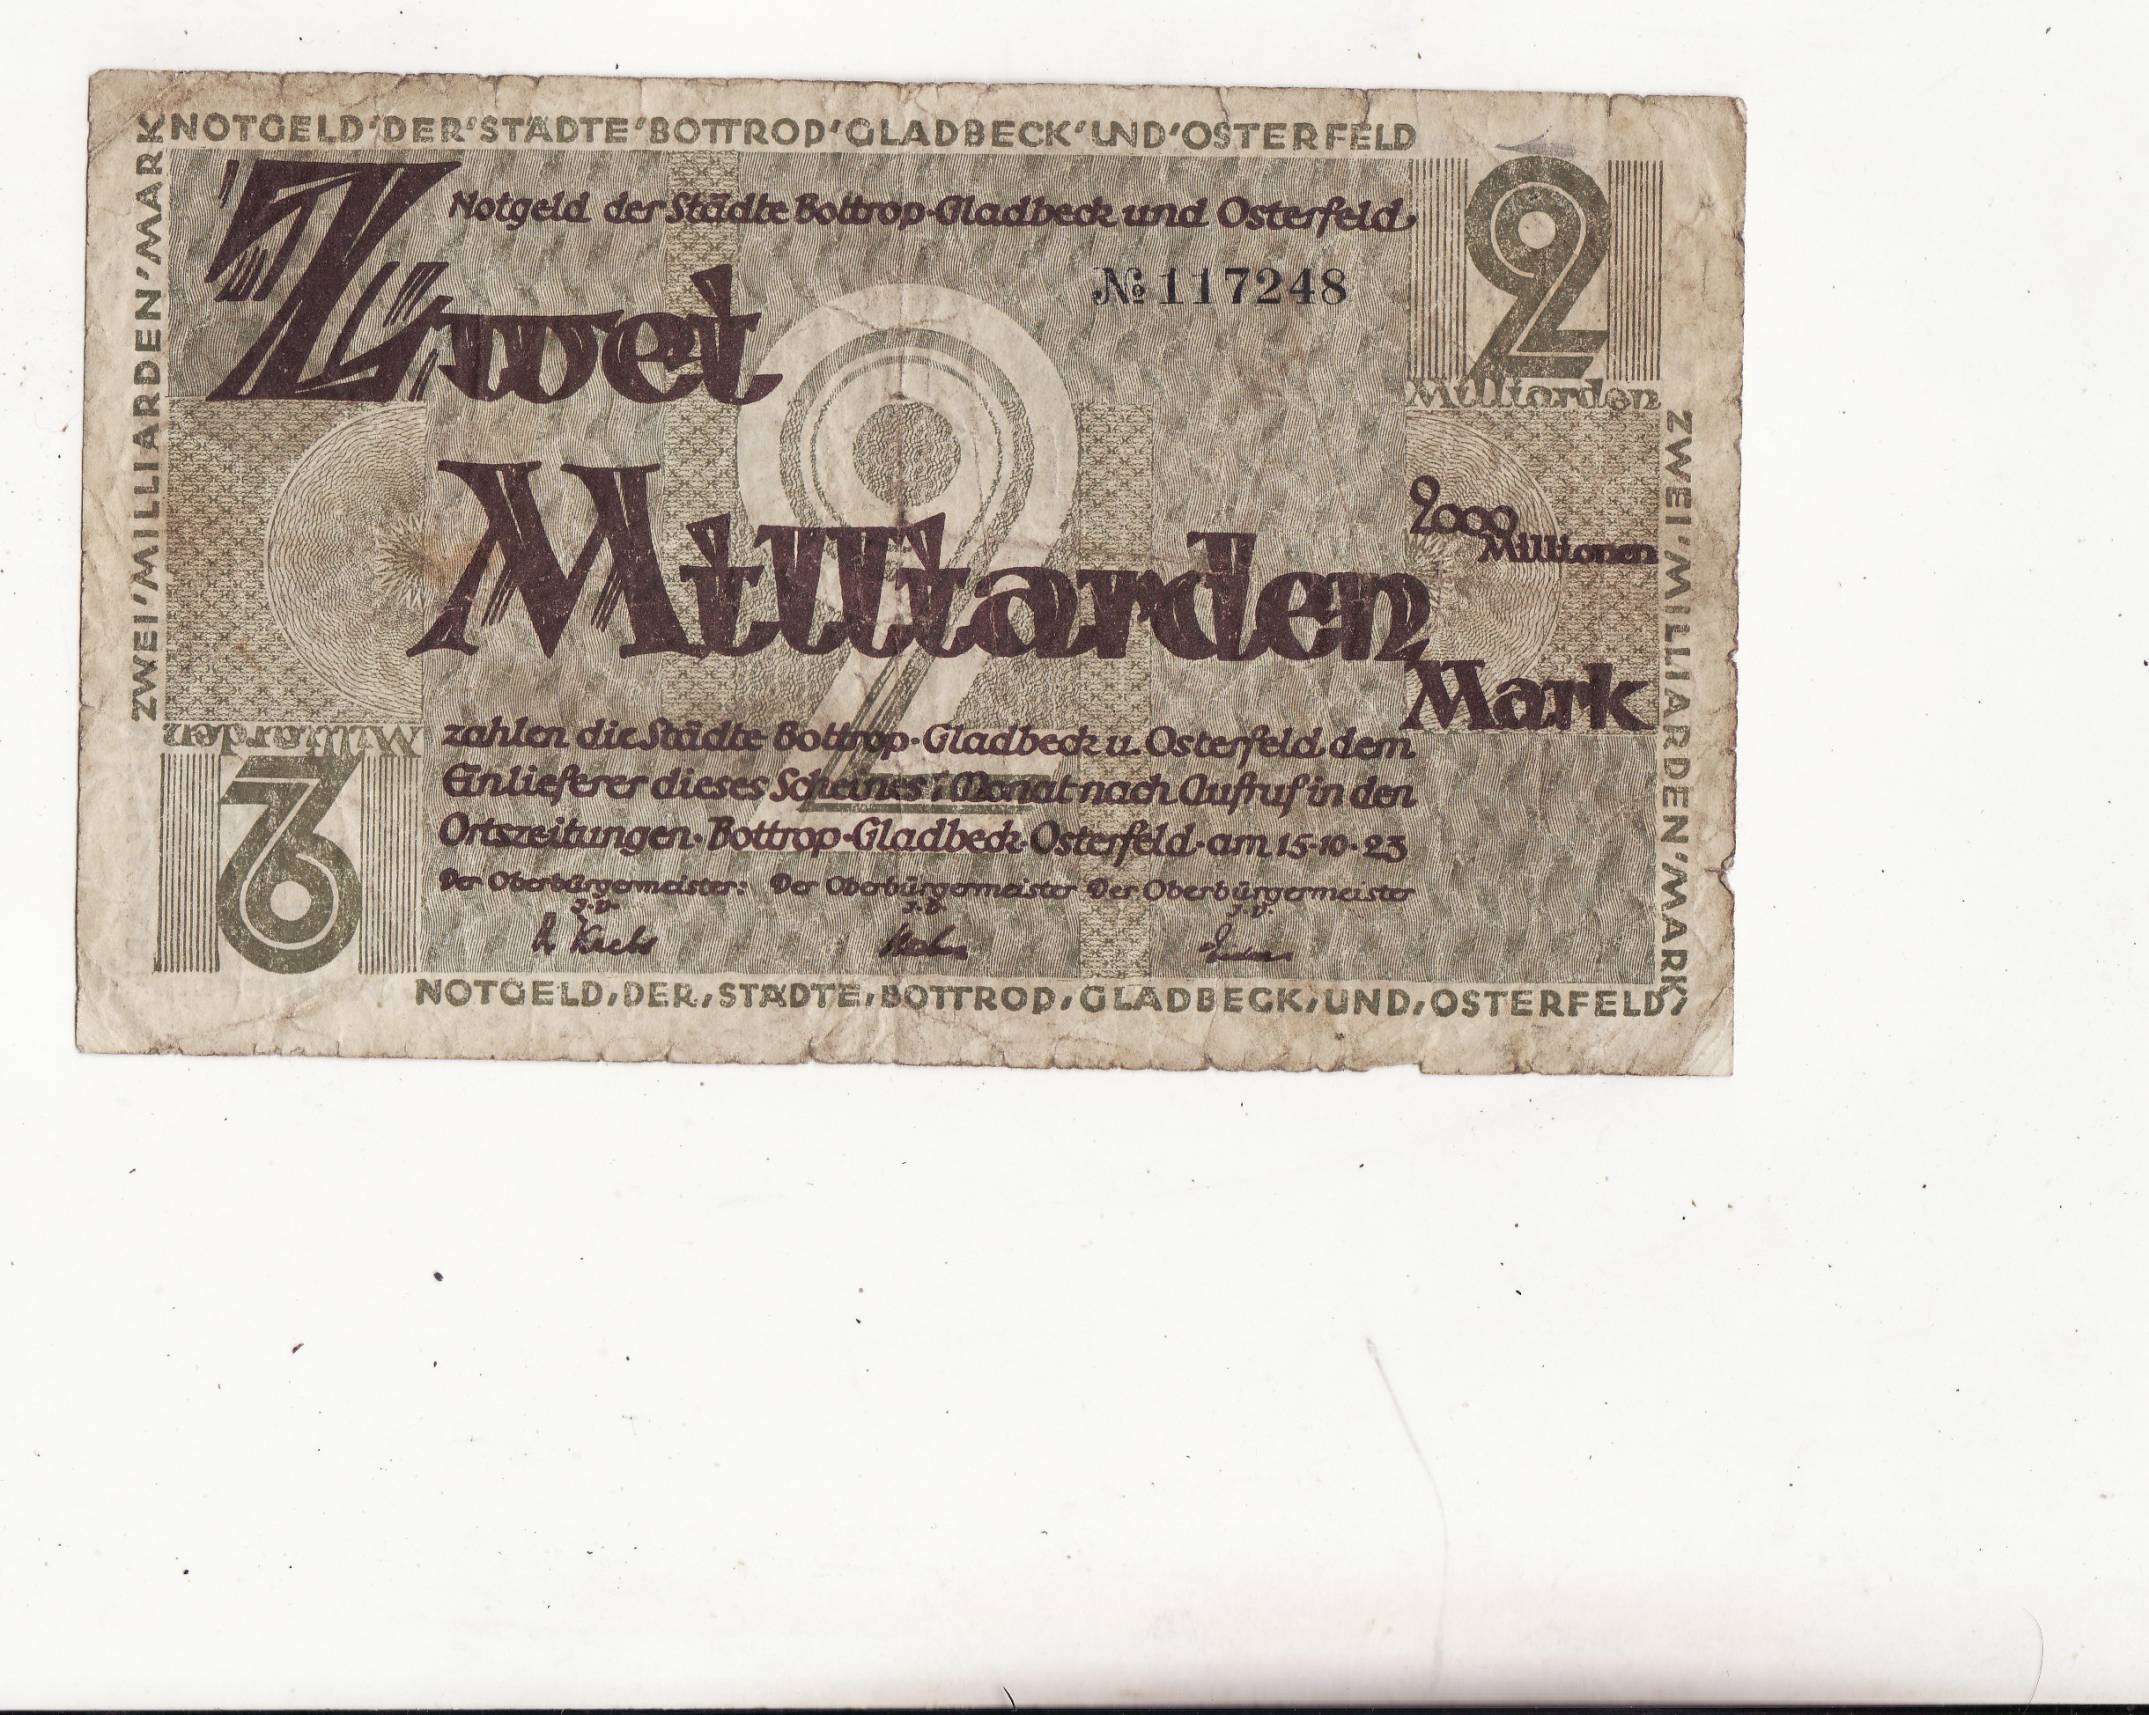 NOTGELD'DER'STÄDTE'BOTTROP'GLADBECK'UND'OSTERFELD
ZWEI'MILLIARDEN'MARK
Notgeld der Städte Bottrop-Gladbeck und Osterfeld
№ 117248
2
Milliarden
Zwei
Milliarden
2000
Millionen
Mark
2
zahlen die Städte Bottrop·Gladbeck u. Osterfeld dem
Einlieferer dieses Scheines 1 Monat nach Aufruf in den
Ortszeitungen·Bottrop·Gladbeck·Osterfeld·am 15·10·23
Der Oberbürgermeister: Der Oberbürgermeister Der Oberbürgermeister
J.V. J.V. J.V.
Krebs
Milliarden
2
ZWEI'MILLIARDEN'MARK
NOTGELD,DER,STÄDTE,BOTTROP,GLADBECK,UND,OSTERFELD,